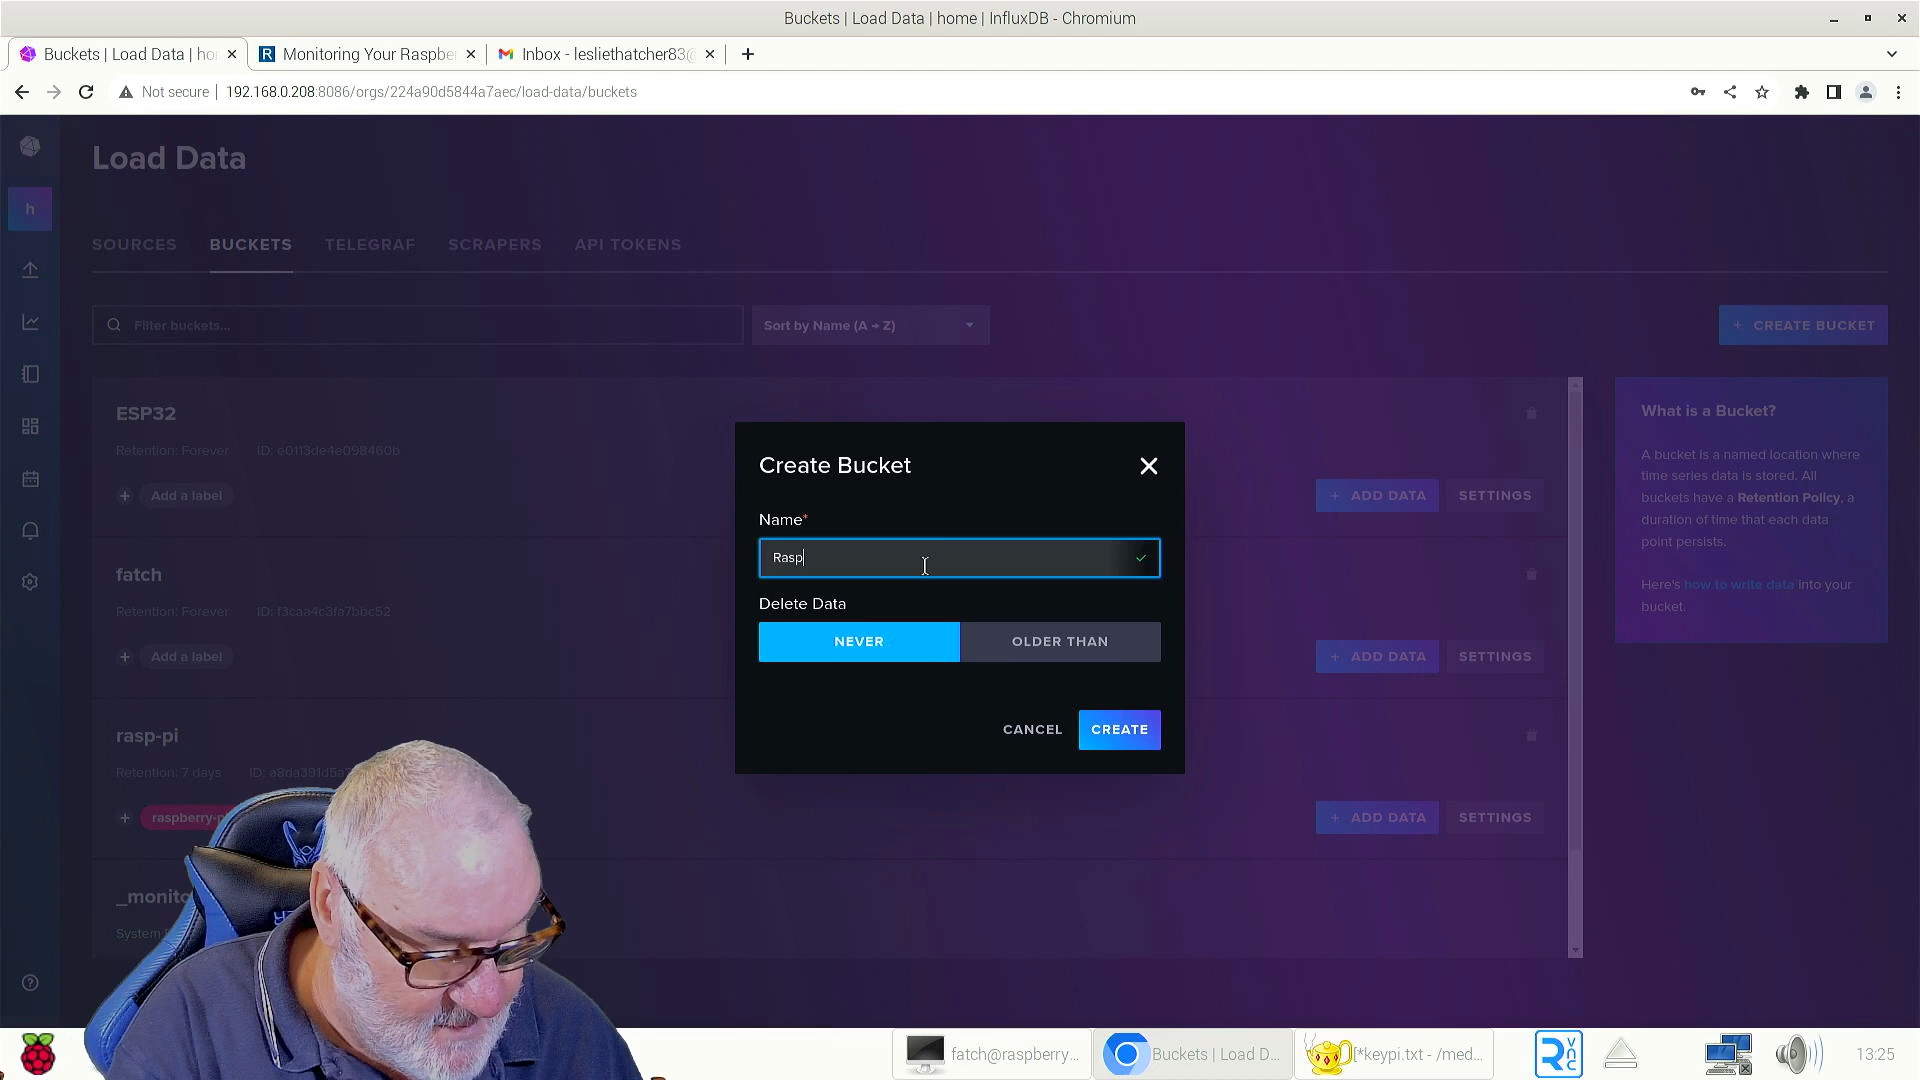 Buckets | Load Data | home | InfluxDB - Chromium
Buckets | Load Data | ho
Monitoring Your Raspbe
Inbox - lesliethatcher83@
Not secure
192.168.0.208:8086/orgs/224a90d5844a7aec/load-data/buckets
Load Data
h
SOURCES
BUCKETS
TELEGRAF
SCRAPERS
API TOKENS
Filter buckets...
Sort by Name (A → Z)
+ CREATE BUCKET
ESP32
Retention: Forever
ID: e0113de4e098460b
+ Add a label
+ ADD DATA
SETTINGS
fatch
Retention: Forever
ID: f3caa4c3fa7bbc52
+ Add a label
+ ADD DATA
SETTINGS
rasp-pi
Retention: 7 days
ID: a8da391d5a
+ raspberry-p
+ ADD DATA
SETTINGS
_monito
System
What is a Bucket?
A bucket is a named location where
time series data is stored. All
buckets have a Retention Policy, a
duration of time that each data
point persists.
Here's how to write data into your
bucket.
Create Bucket
Name*
Rasp
Delete Data
NEVER
OLDER THAN
CANCEL
CREATE
fatch@raspberry...
Buckets | Load D...
[*keypi.txt - /med...
13:25